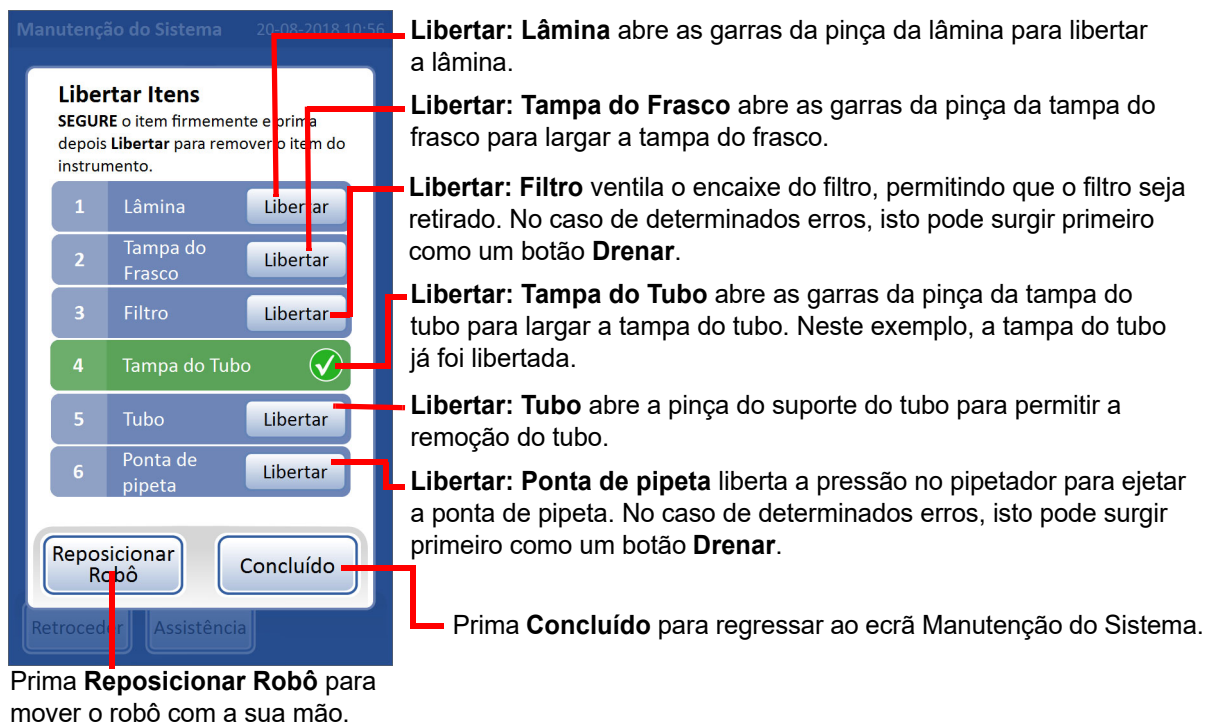 Manutenção do Sistema 20-08-2018 10:56
Libertar Itens
SEGURE o item firmemente e prima
depois Libertar para remover o item do
instrumento.
1 Lâmina Libertar
2 Tampa do
Frasco Libertar
3 Filtro Libertar
4 Tampa do Tubo
5 Tubo Libertar
6 Ponta de
pipeta Libertar
Reposicionar
Robô
Concluído
Retroceder Assistência
Prima Reposicionar Robô para
mover o robô com a sua mão.
Libertar: Lâmina abre as garras da pinça da lâmina para libertar
a lâmina.
Libertar: Tampa do Frasco abre as garras da pinça da tampa do
frasco para largar a tampa do frasco.
Libertar: Filtro ventila o encaixe do filtro, permitindo que o filtro seja
retirado. No caso de determinados erros, isto pode surgir primeiro
como um botão Drenar.
Libertar: Tampa do Tubo abre as garras da pinça da tampa do
tubo para largar a tampa do tubo. Neste exemplo, a tampa do tubo
já foi libertada.
Libertar: Tubo abre a pinça do suporte do tubo para permitir a
remoção do tubo.
Libertar: Ponta de pipeta liberta a pressão no pipetador para ejetar
a ponta de pipeta. No caso de determinados erros, isto pode surgir
primeiro como um botão Drenar.
Prima Concluído para regressar ao ecrã Manutenção do Sistema.